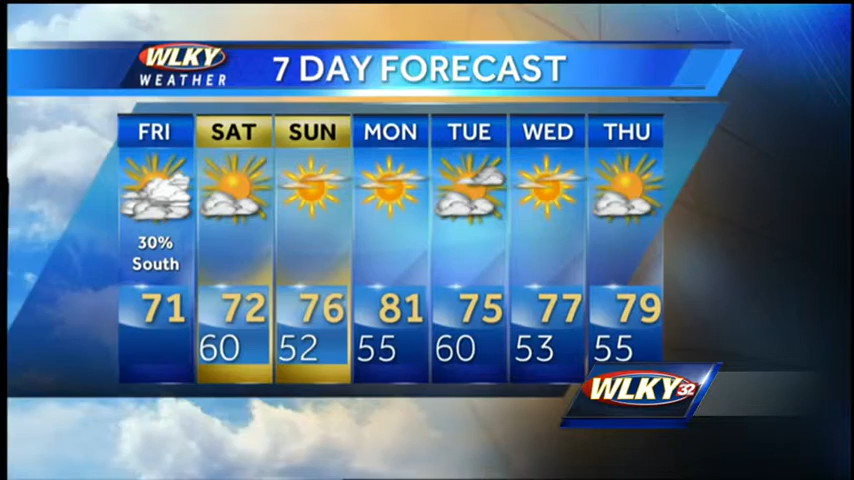 WLKY
WEATHER
7 DAY FORECAST
FRI SAT SUN MON TUE WED THU
30%
South
71 72 76 81 75 77 79
60 52 55 60 53 55
WLKY 32